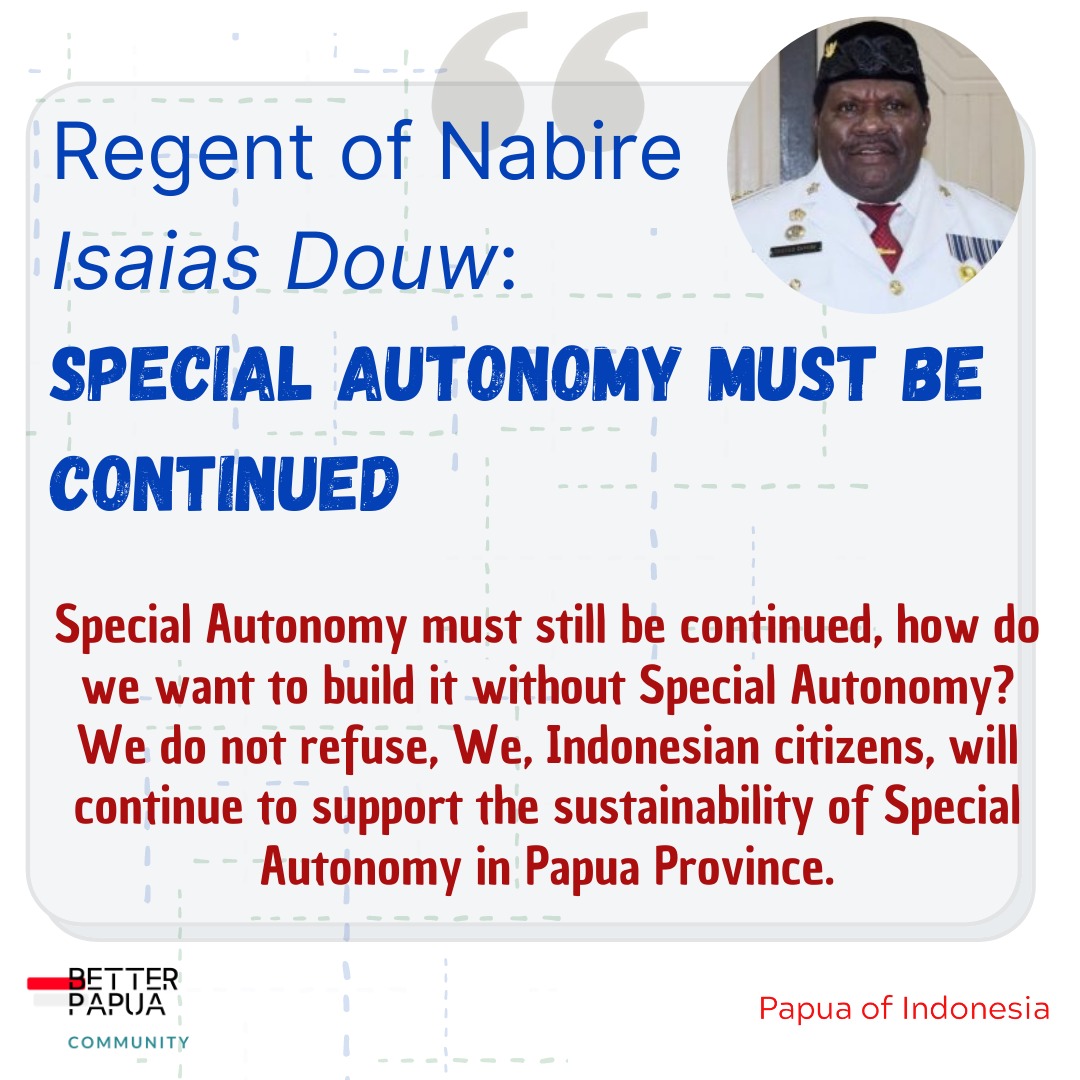 Regent of Nabire
Isaias Douw:
SPECIAL AUTONOMY MUST BE
CONTINUED
Special Autonomy must still be continued, how do
we want to build it without Special Autonomy?
We do not refuse, We, Indonesian citizens, will
continue to support the sustainability of Special
Autonomy in Papua Province.
BETTER
PAPUA
COMMUNITY
Papua of Indonesia